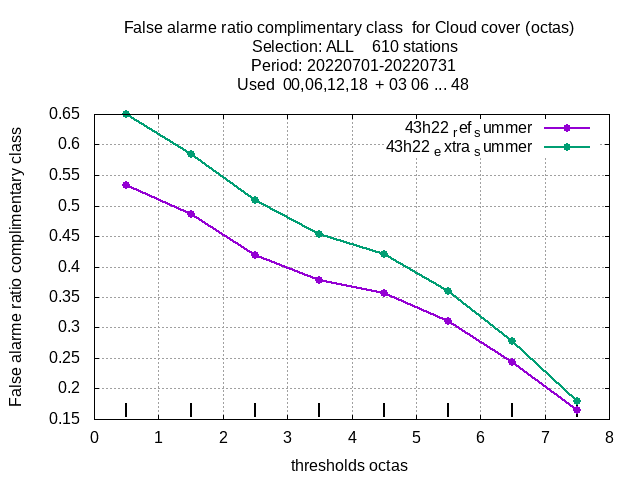 False alarme ratio complimentary class for Cloud cover (octas)
Selection: ALL 610 stations
Period: 20220701-20220731
Used 00,06,12,18 + 03 06 ... 48
43h22 ref summer
43h22 extra summer
False alarme ratio complimentary class
0.65
0.6
0.55
0.5
0.45
0.4
0.35
0.3
0.25
0.2
0.15
0 1 2 3 4 5 6 7 8
thresholds octas